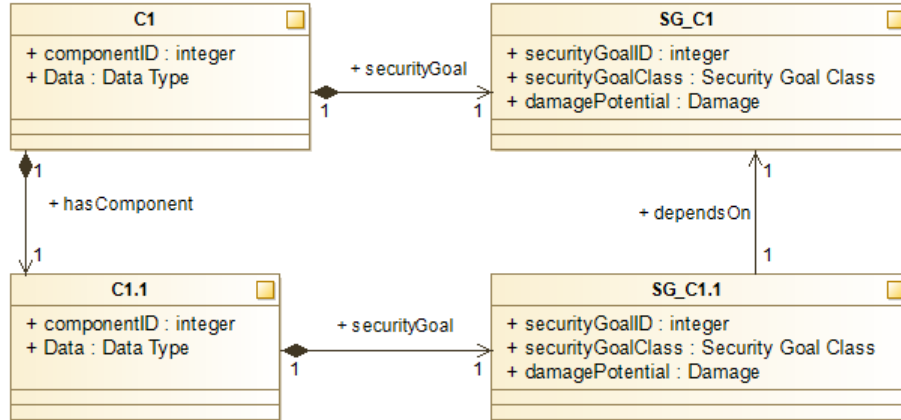 C1
+ componentID : integer
+ Data : Data Type
+ securityGoal
1
1
SG_C1
+ securityGoalID : integer
+ securityGoalClass : Security Goal Class
+ damagePotential : Damage
1
+ hasComponent
1
1
+ dependsOn
1
C1.1
+ componentID : integer
+ Data : Data Type
+ securityGoal
1
1
SG_C1.1
+ securityGoalID : integer
+ securityGoalClass : Security Goal Class
+ damagePotential : Damage